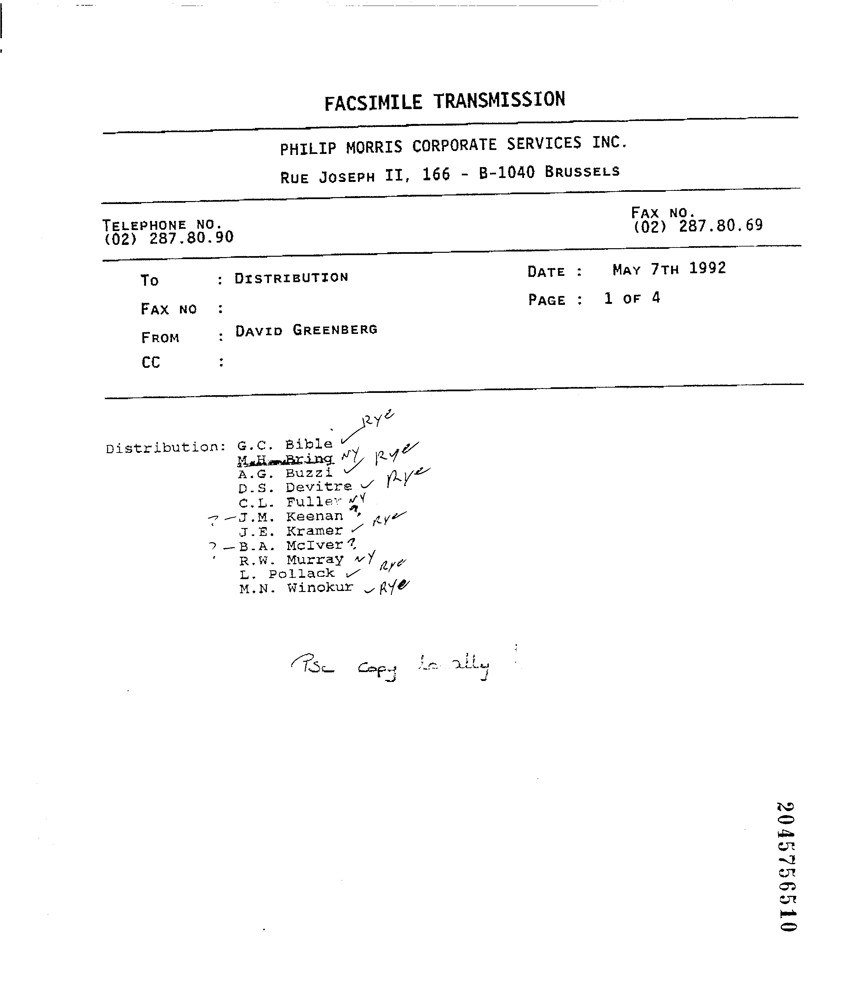 FACSIMILE TRANSMISSION
PHILIP MORRIS CORPORATE SERVICES INC.
RUE JOSEPH II, 166 - B-1040 BRUSSELS
TELEPHONE NO.
(02) 287.80.90
FAX NO.
(02) 287.80.69
TO : DISTRIBUTION
DATE : MAY 7TH 1992
FAX NO :
PAGE : 1 OF 4
FROM : DAVID GREENBERG
CC :
Rye
Distribution: G.C. Bible ✓
M.H. Bring NY Rye
A.G. Buzzi ✓
D.S. Devitre ✓ Rye
C.L. Fuller NY
? - J.M. Keenan ?
J.E. Kramer ✓ Rye
? - B.A. McIver ?
R.W. Murray NY
L. Pollack ✓ Rye
M.N. Winokur ✓ Rye
Copy
2045756510